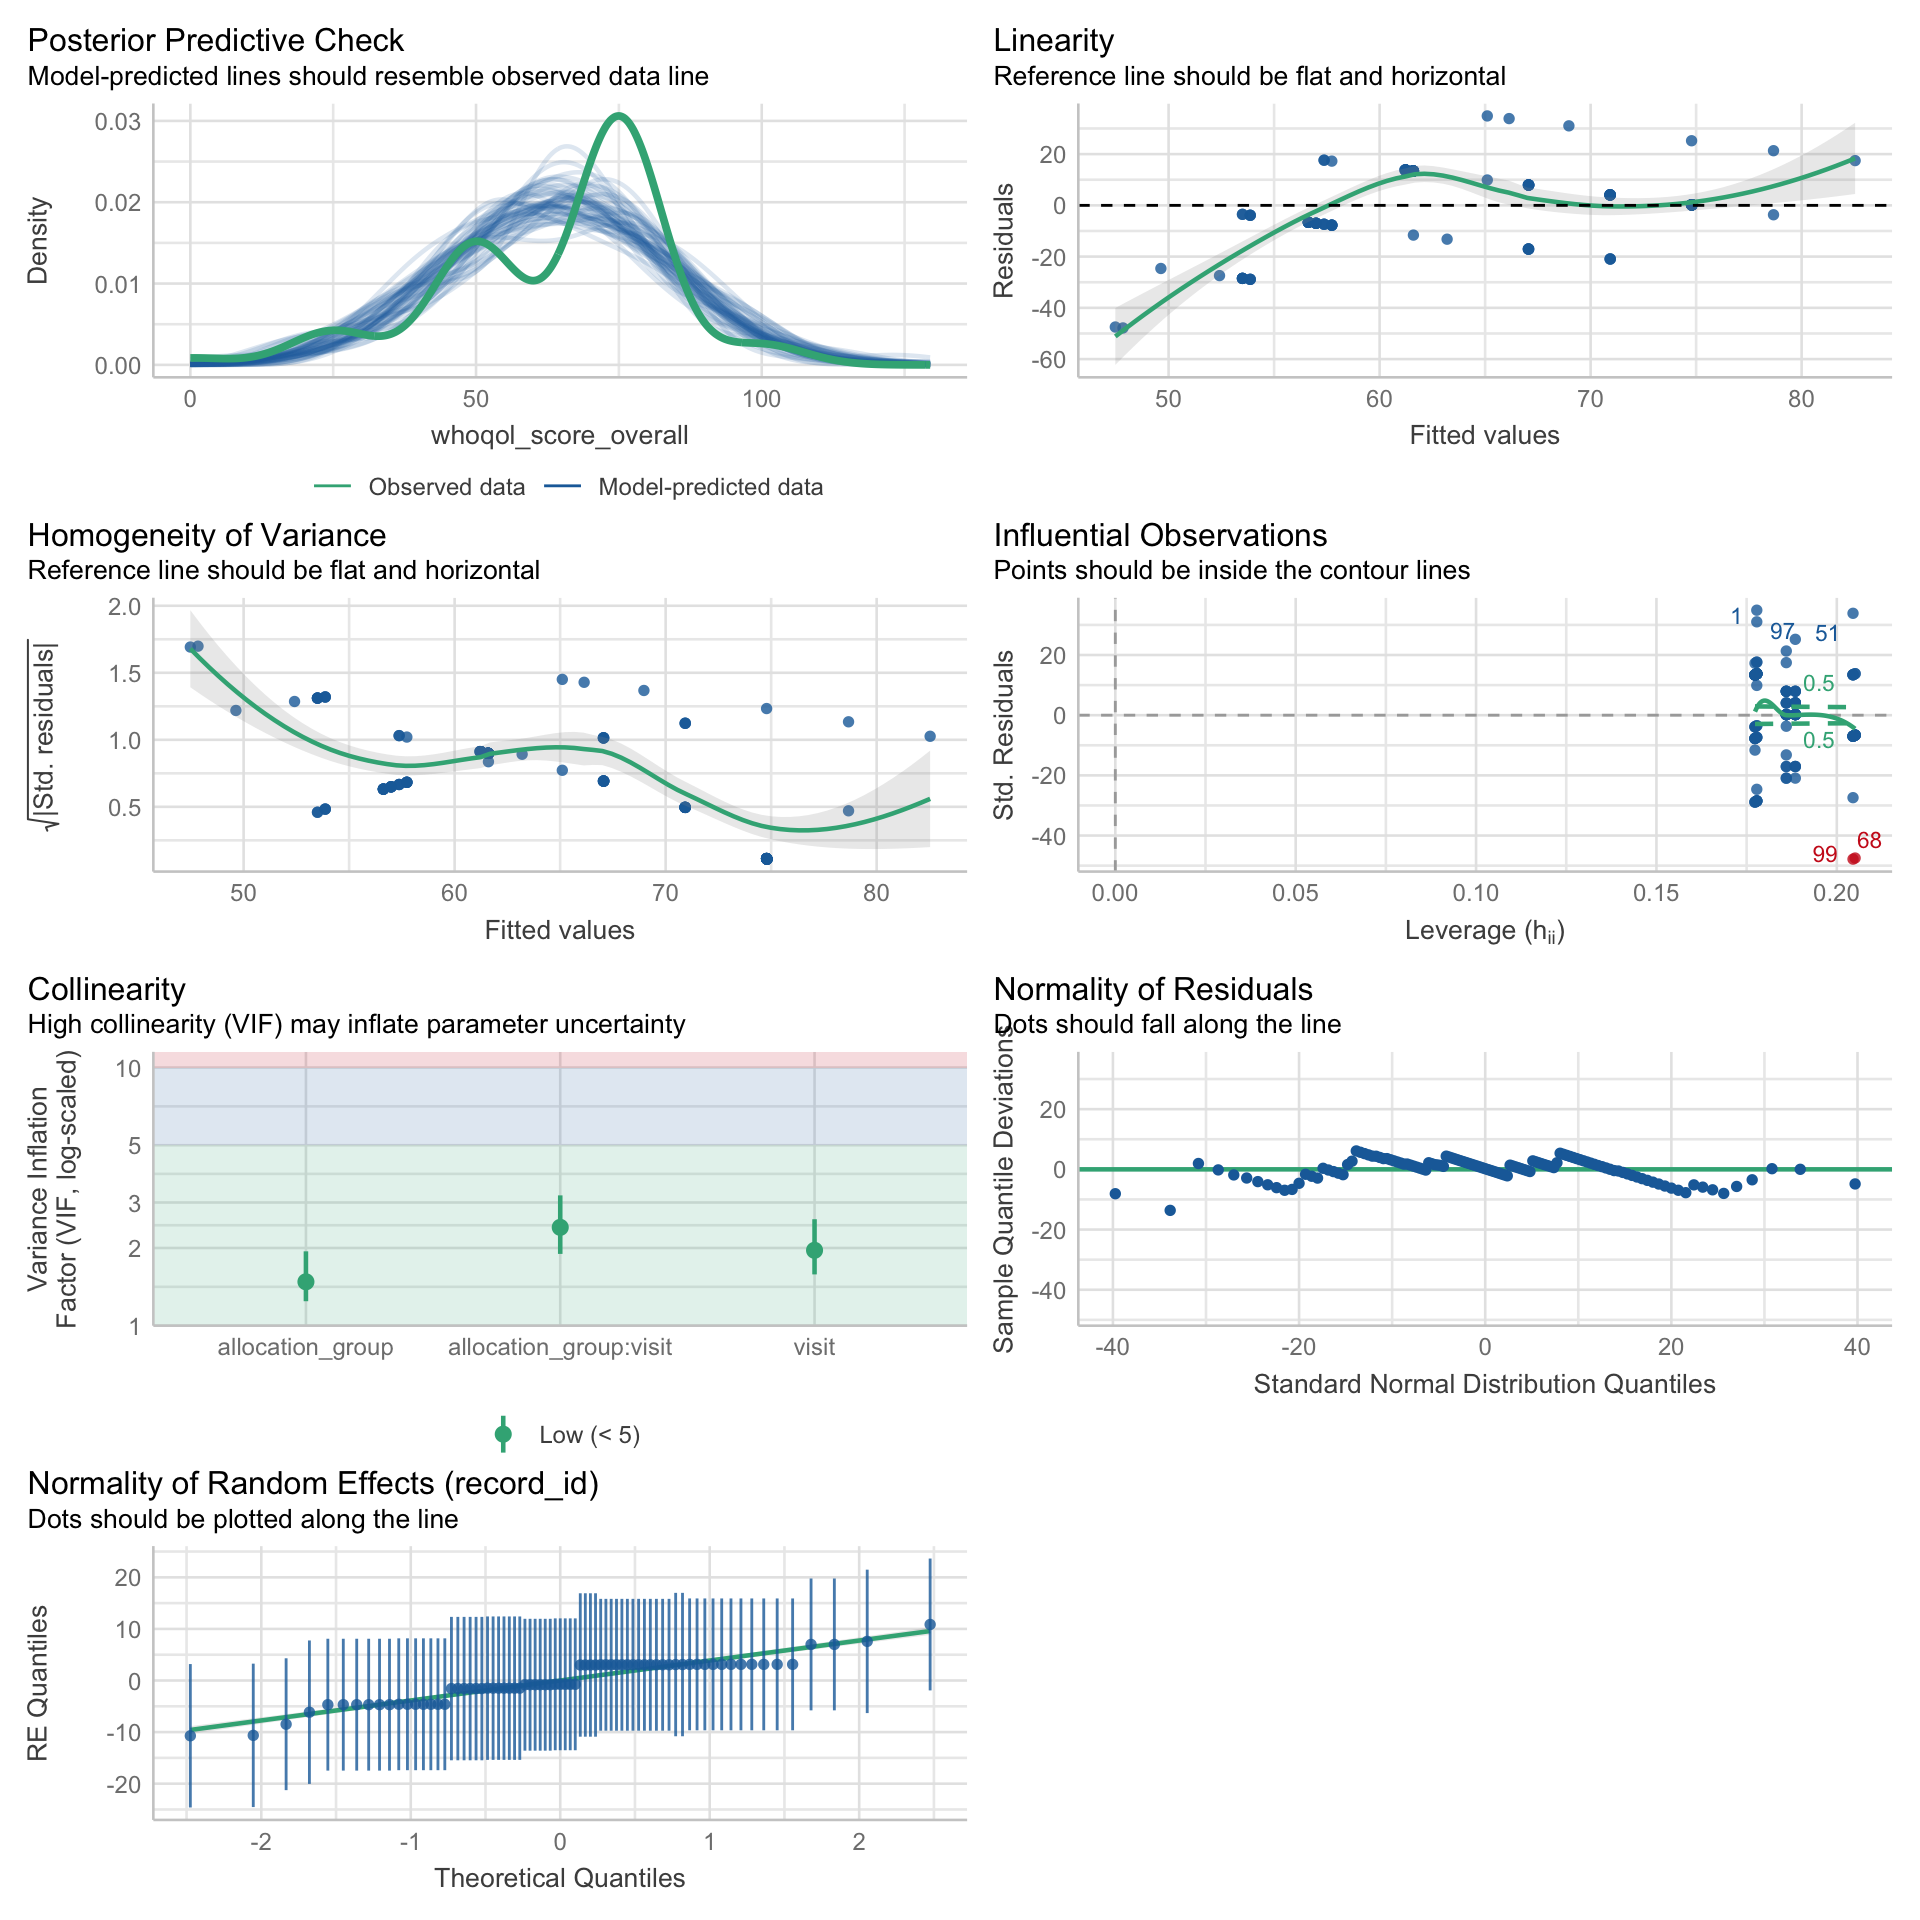 Posterior Predictive Check
Model-predicted lines should resemble observed data line
0.03
0.02
0.01
0.00
Density
0
50
100
whoqol_score_overall
Observed data
Model-predicted data
Linearity
Reference line should be flat and horizontal
20
0
-20
-40
-60
Residuals
50
60
70
80
Fitted values
Homogeneity of Variance
Reference line should be flat and horizontal
2.0
1.5
1.0
0.5
√|Std. residuals|
50
60
70
80
Fitted values
Influential Observations
Points should be inside the contour lines
20
0
-20
-40
Std. Residuals
1
97
51
0.5
0.5
99
68
0.00
0.05
0.10
0.15
0.20
Leverage (hii)
Collinearity
High collinearity (VIF) may inflate parameter uncertainty
10
5
3
2
1
Variance Inflation
Factor (VIF, log-scaled)
allocation_group
allocation_group:visit
visit
Low (< 5)
Normality of Residuals
Dots should fall along the line
20
0
-20
-40
Sample Quantile Deviations
-40
-20
0
20
40
Standard Normal Distribution Quantiles
Normality of Random Effects (record_id)
Dots should be plotted along the line
20
10
0
-10
-20
RE Quantiles
-2
-1
0
1
2
Theoretical Quantiles